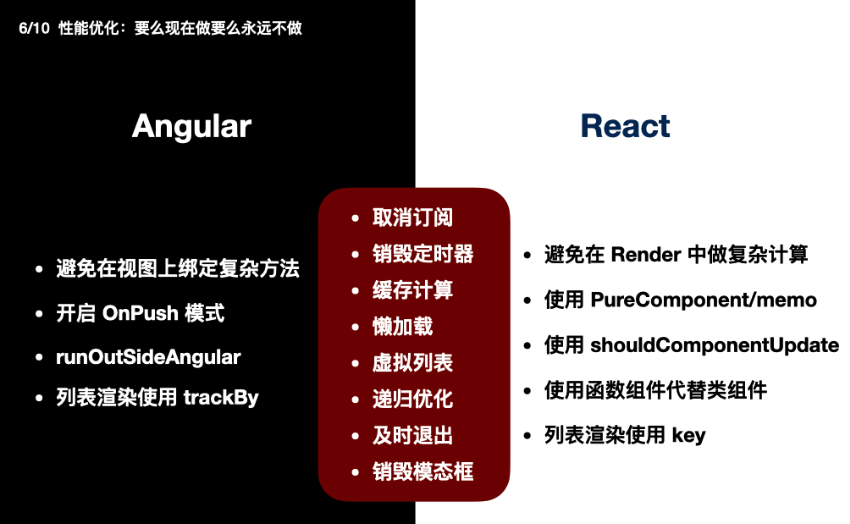 6/10 性能优化：要么现在做要么永远不做
Angular
React
• 避免在视图上绑定复杂方法
• 开启 OnPush 模式
• runOutSideAngular
• 列表渲染使用 trackBy
• 取消订阅
• 销毁定时器
• 缓存计算
• 懒加载
• 虚拟列表
• 递归优化
• 及时退出
• 销毁模态框
• 避免在 Render 中做复杂计算
• 使用 PureComponent/memo
• 使用 shouldComponentUpdate
• 使用函数组件代替类组件
• 列表渲染使用 key